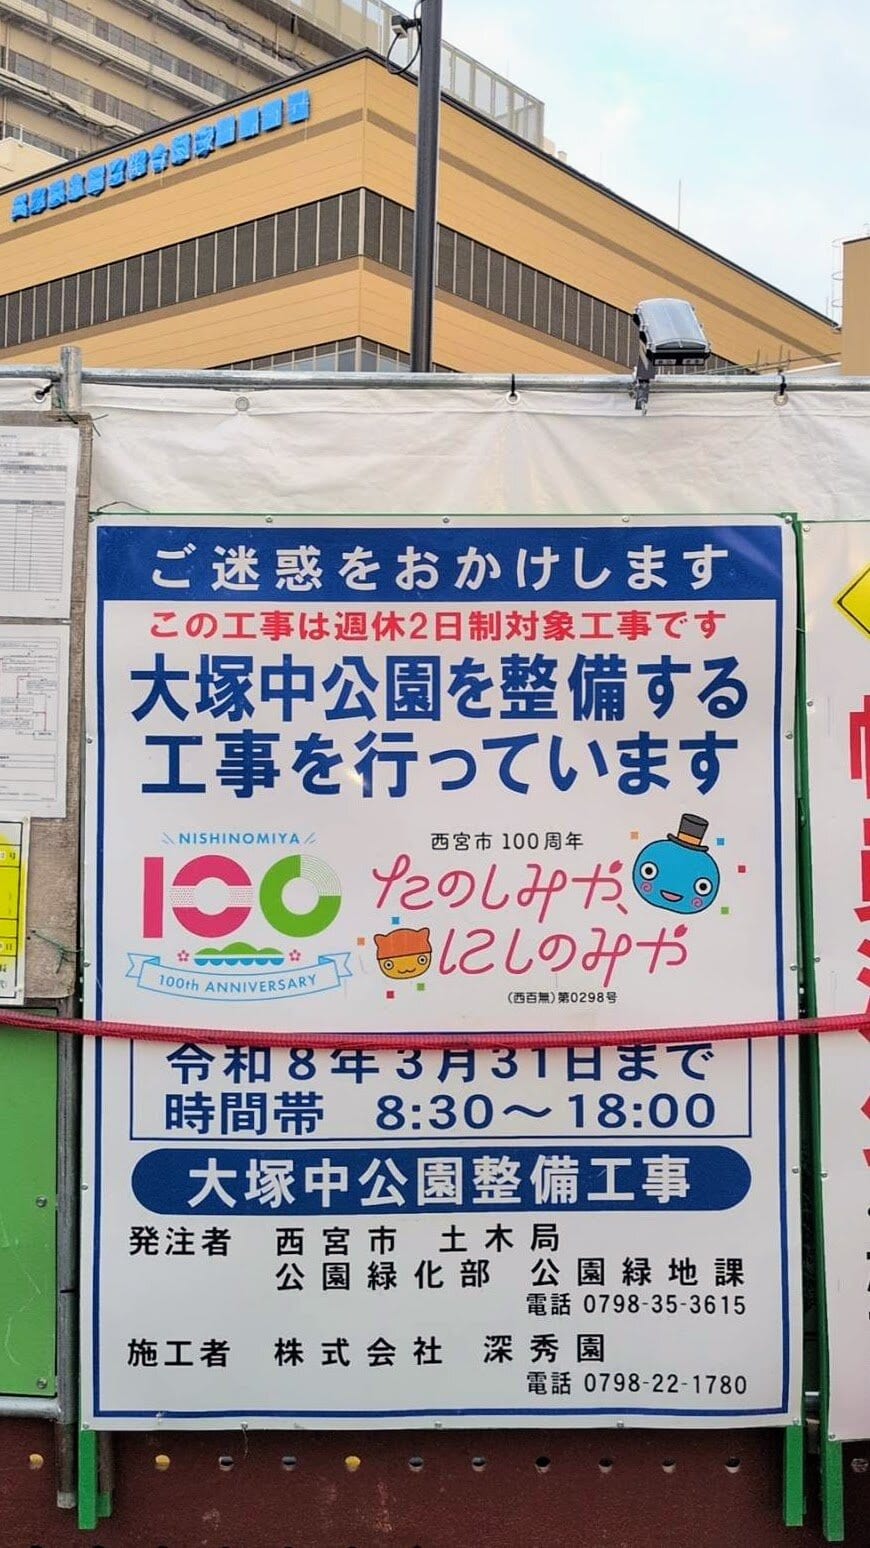 ご迷惑をおかけします
この工事は週休2日制対象工事です
大塚中公園を整備する
工事を行っています
NISHINOMIYA
100
100th ANNIVERSARY
西宮市 100周年
たのしみや、
にしのみや
(西百無)第0298号
令和8年3月31日まで
時間帯 8:30～18:00
大塚中公園整備工事
発注者 西宮市 土木局
公園緑化部 公園緑地課
電話 0798-35-3615
施工者 株式会社 深秀園
電話 0798-22-1780